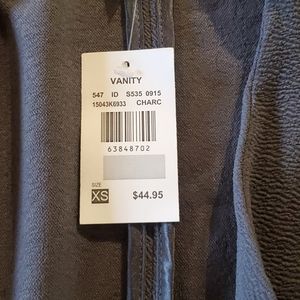 VANITY
547 ID S535 0915
15043K6933 CHARC
63848702
SIZE
XS
$44.95